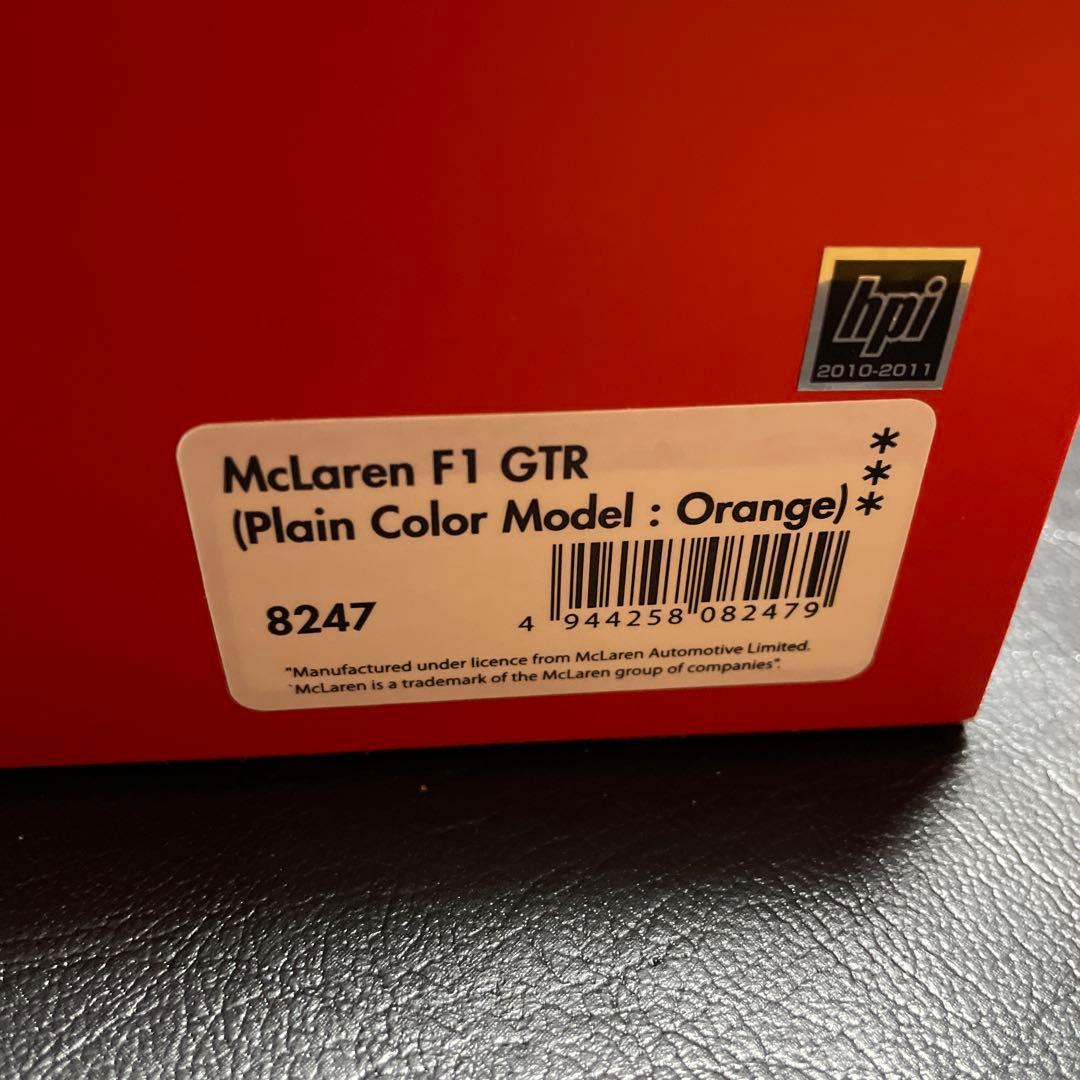 hpi
2010-2011
McLaren F1 GTR
(Plain Color Model : Orange)
***
8247
4 944258 082479
"Manufactured under licence from McLaren Automotive Limited.
`McLaren is a trademark of the McLaren group of companies".